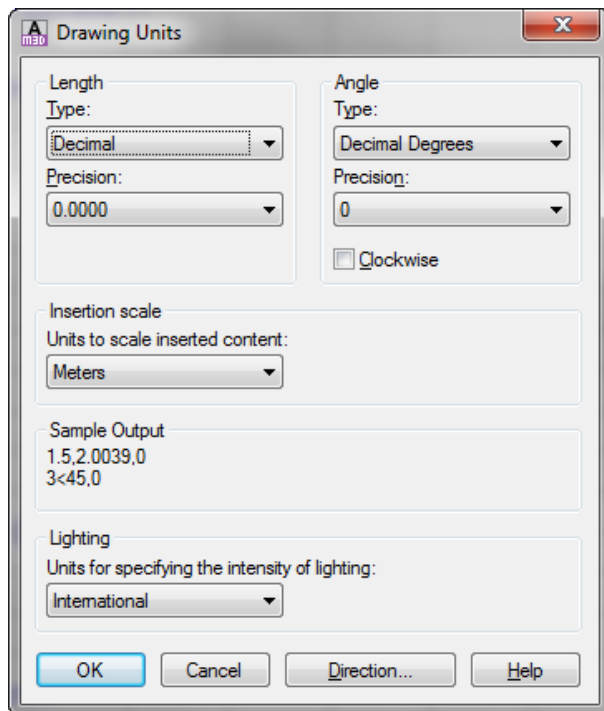 A
M3D
Drawing Units
Length
Type:
Decimal
Precision:
0.0000
Angle
Type:
Decimal Degrees
Precision:
0
Clockwise
Insertion scale
Units to scale inserted content:
Meters
Sample Output
1.5,2.0039,0
3<45,0
Lighting
Units for specifying the intensity of lighting:
International
OK Cancel Direction... Help